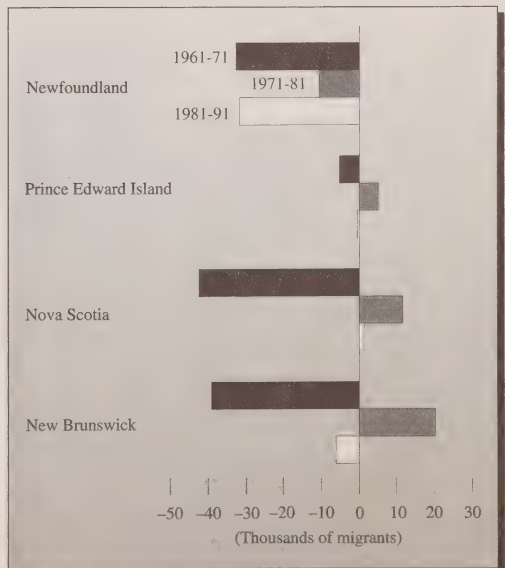 1961-71
1971-81
Newfoundland
1981-91
Prince Edward Island
Nova Scotia
New Brunswick
–50 –40 –30 –20 –10 0 10 20 30
(Thousands of migrants)